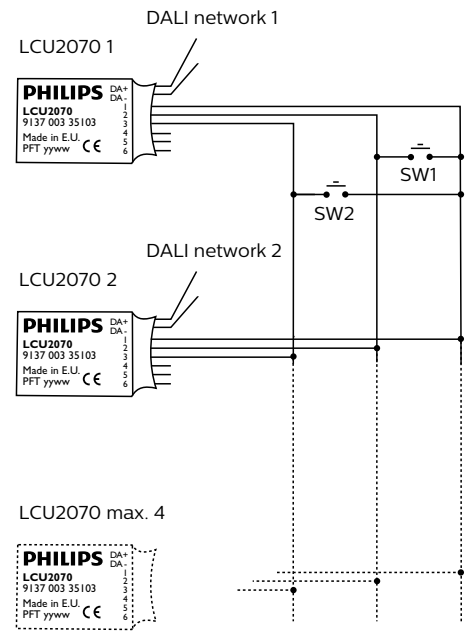 DALI network 1
LCU2070 1
PHILIPS
LCU2070
9137 003 35103
Made in E.U.
PFT yyww CE
DA+
DA-
1
2
3
4
5
6
SW1
SW2
DALI network 2
LCU2070 2
PHILIPS
LCU2070
9137 003 35103
Made in E.U.
PFT yyww CE
DA+
DA-
1
2
3
4
5
6
LCU2070 max. 4
PHILIPS
LCU2070
9137 003 35103
Made in E.U.
PFT yyww CE
DA+
DA-
1
2
3
4
5
6